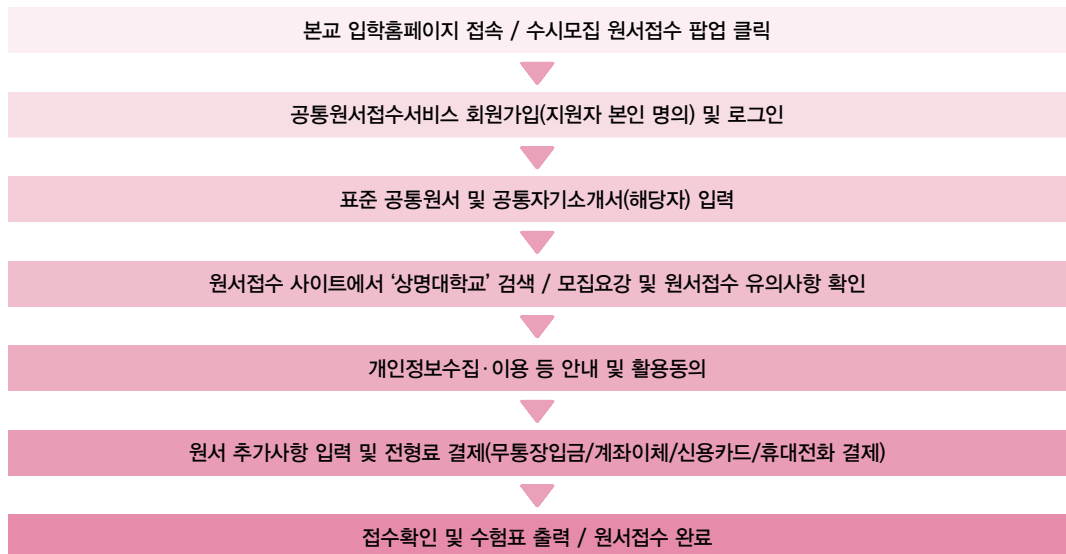 본교 입학홈페이지 접속 / 수시모집 원서접수 팝업 클릭
공통원서접수서비스 회원가입(지원자 본인 명의) 및 로그인
표준 공통원서 및 공통자기소개서(해당자) 입력
원서접수 사이트에서 ‘상명대학교’ 검색 / 모집요강 및 원서접수 유의사항 확인
개인정보수집·이용 등 안내 및 활용동의
원서 추가사항 입력 및 전형료 결제(무통장입금/계좌이체/신용카드/휴대전화 결제)
접수확인 및 수험표 출력 / 원서접수 완료